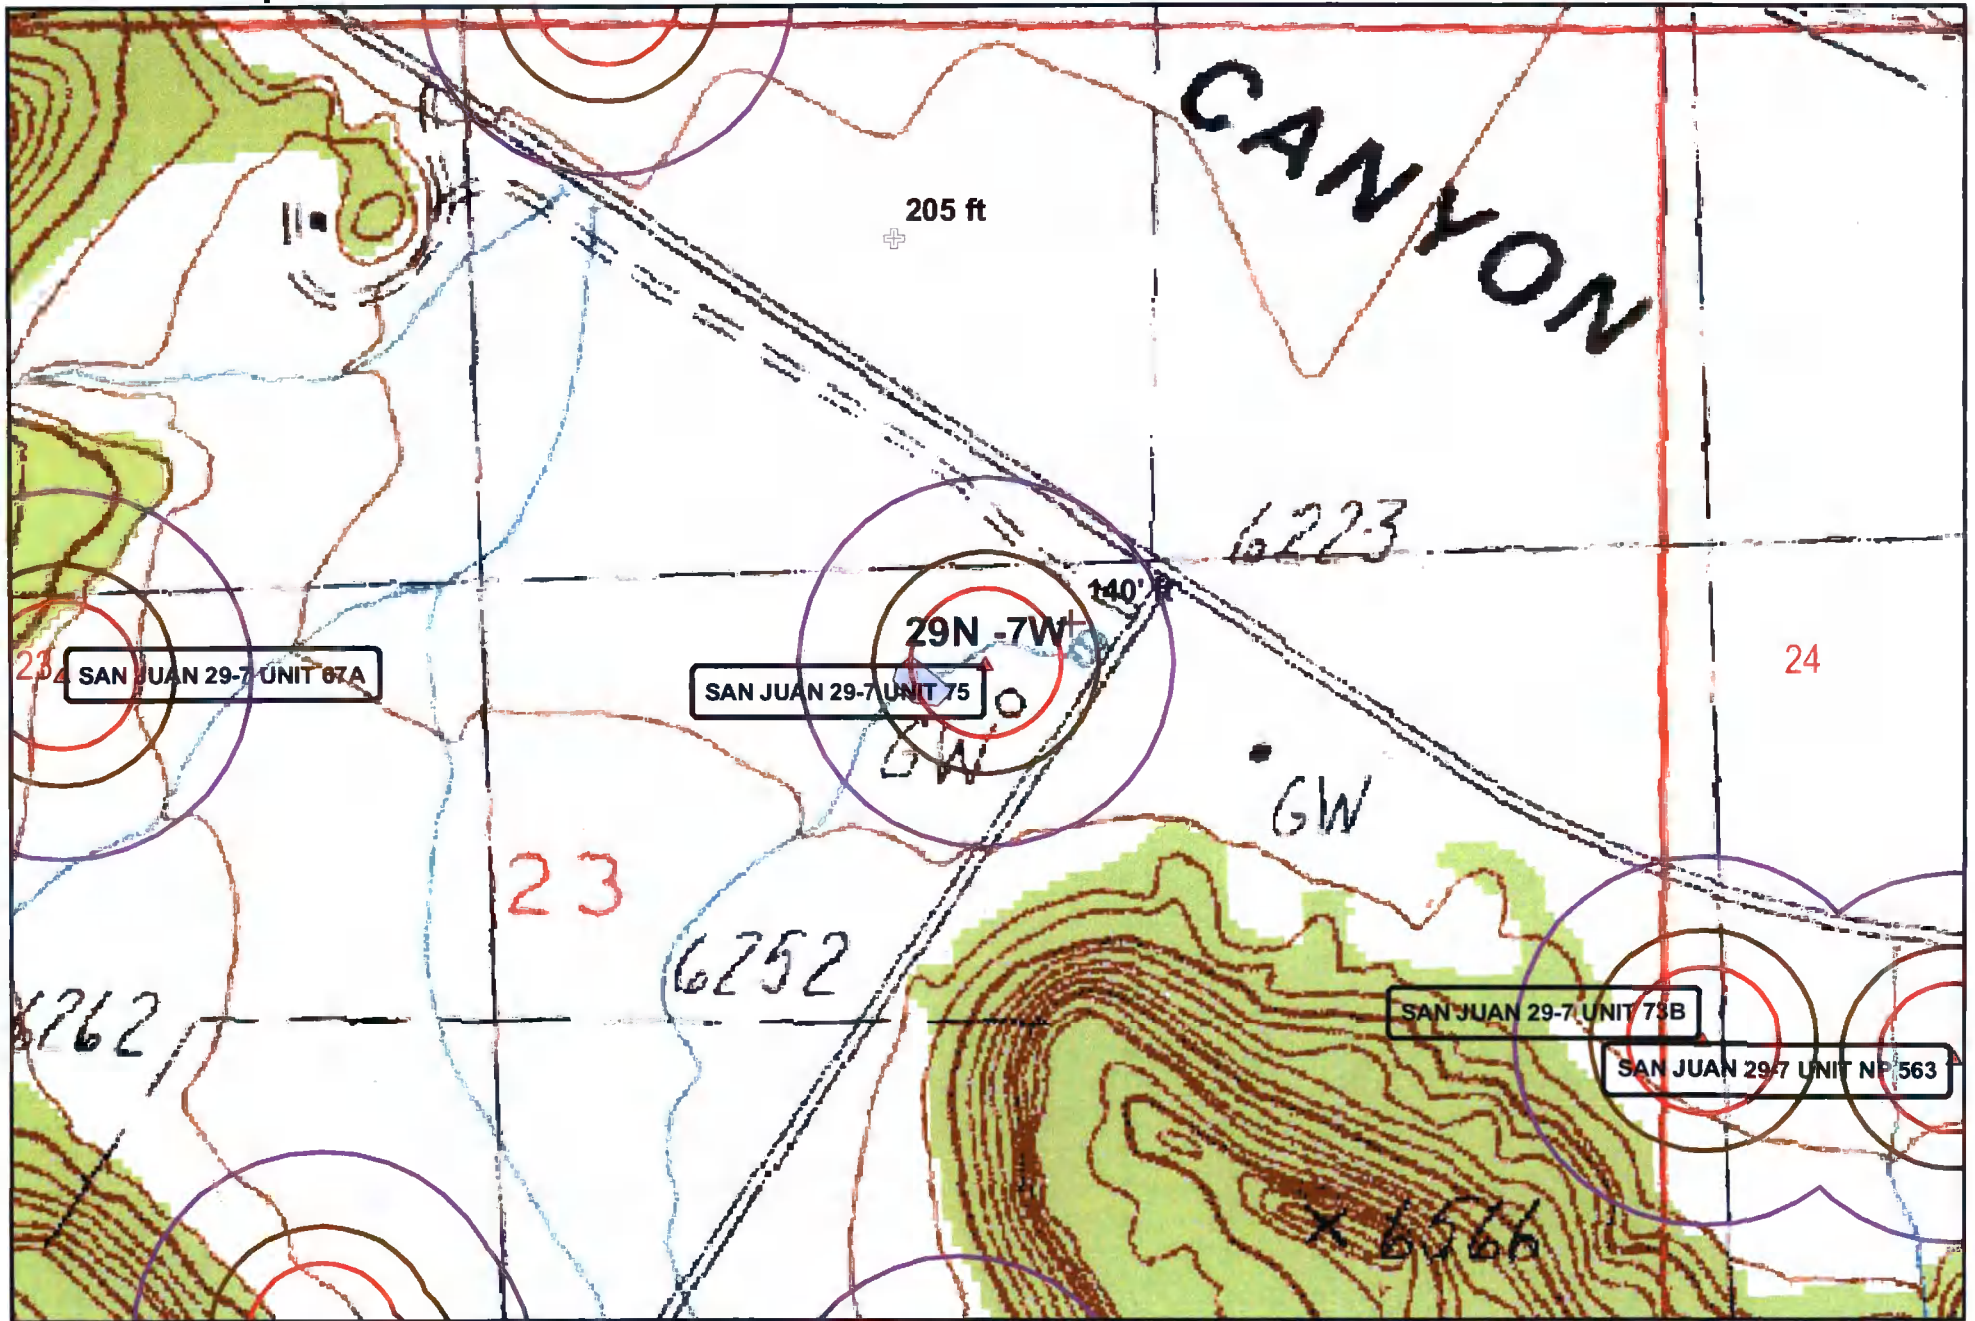 CANYON
205 ft
6223
140' ft
29N -7W
23
SAN JUAN 29-7 UNIT 67A
SAN JUAN 29-7 UNIT 75
24
GW
GW
23
6252
6262
SAN JUAN 29-7 UNIT 73B
SAN JUAN 29-7 UNIT NP 563
x 6566